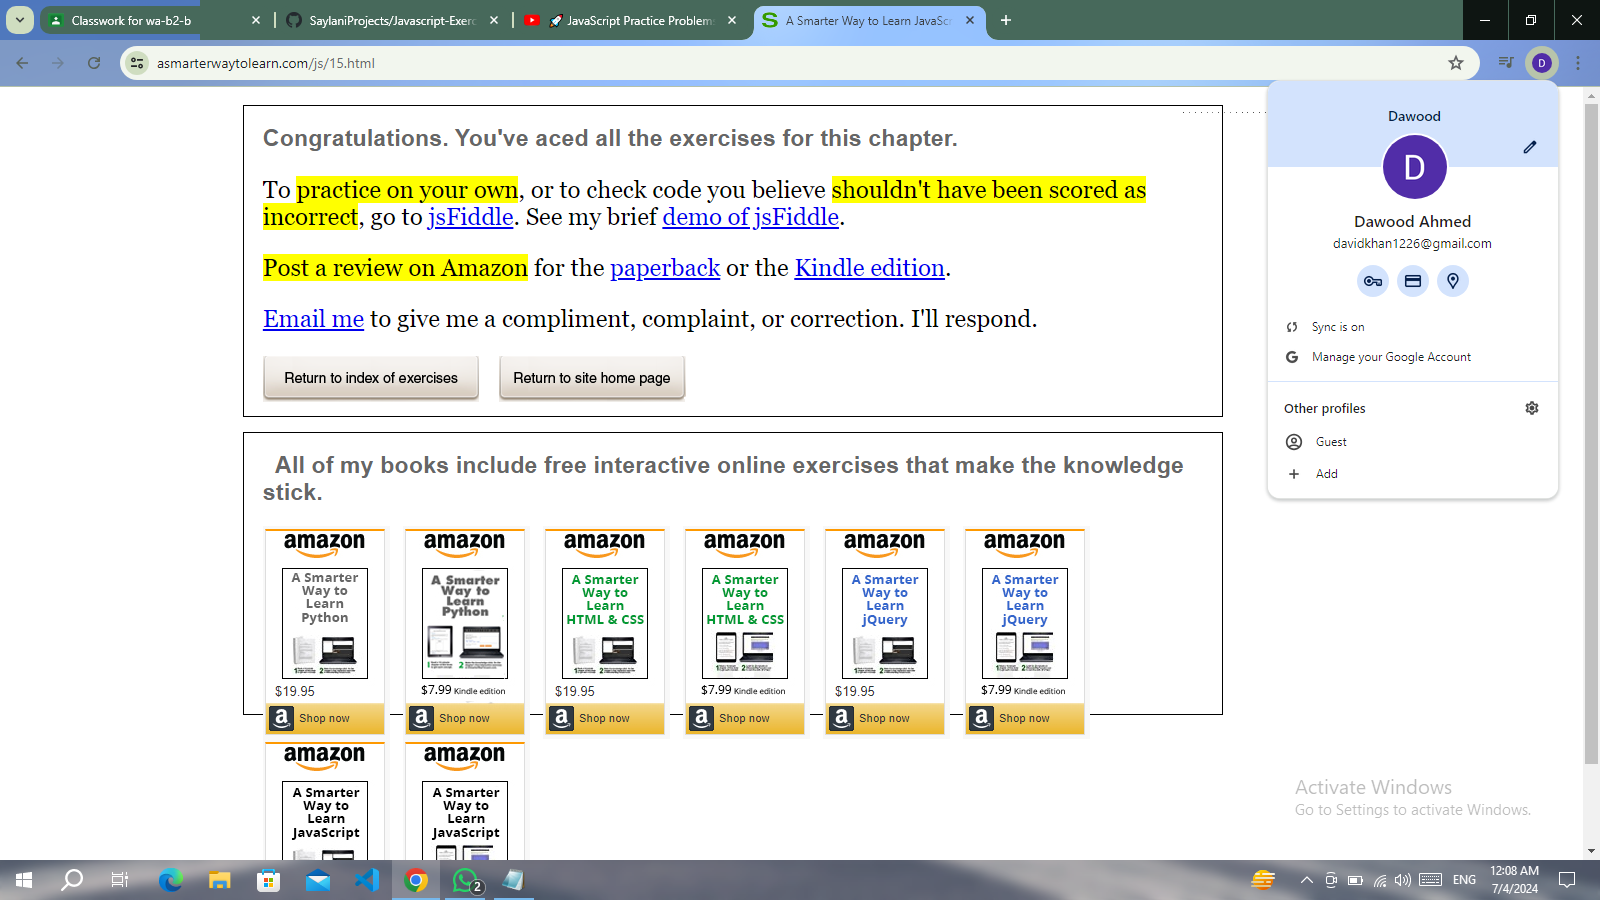 Classwork for wa-b2-b
SaylaniProjects/Javascript-Exerc
🚀 JavaScript Practice Problems
A Smarter Way to Learn JavaScr
asmarterwaytolearn.com/js/15.html
D
Dawood
D
Dawood Ahmed
davidkhan1226@gmail.com
Sync is on
Manage your Google Account
Other profiles
Guest
Add
Congratulations. You've aced all the exercises for this chapter.
To practice on your own, or to check code you believe shouldn't have been scored as
incorrect, go to jsFiddle. See my brief demo of jsFiddle.
Post a review on Amazon for the paperback or the Kindle edition.
Email me to give me a compliment, complaint, or correction. I'll respond.
Return to index of exercises
Return to site home page
All of my books include free interactive online exercises that make the knowledge
stick.
amazon
A Smarter
Way to
Learn
Python
$19.95
Shop now
amazon
A Smarter
Way to
Learn
Python
$7.99 Kindle edition
Shop now
amazon
A Smarter
Way to
Learn
HTML & CSS
$19.95
Shop now
amazon
A Smarter
Way to
Learn
HTML & CSS
$7.99 Kindle edition
Shop now
amazon
A Smarter
Way to
Learn
jQuery
$19.95
Shop now
amazon
A Smarter
Way to
Learn
jQuery
$7.99 Kindle edition
Shop now
amazon
A Smarter
Way to
Learn
JavaScript
amazon
A Smarter
Way to
Learn
JavaScript
Activate Windows
Go to Settings to activate Windows.
2
ENG
12:08 AM
7/4/2024